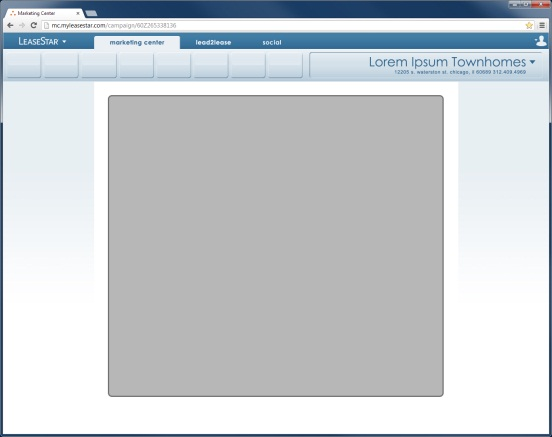 Marketing Center
mc.myleasestar.com/campaign/60Z265338136
LEASESTAR
marketing center
lead2lease
social
Lorem Ipsum Townhomes
12205 s. waterston st. chicago, il 60689 312.409.4969